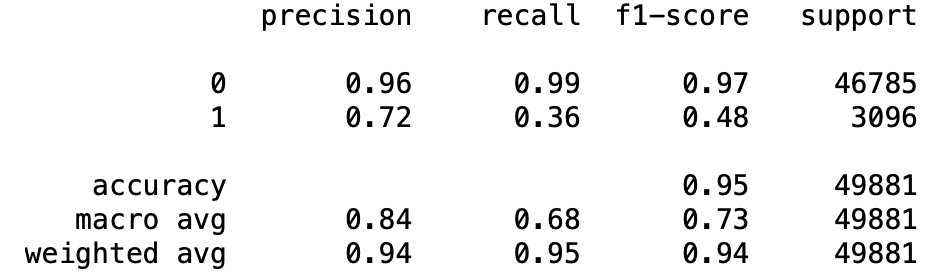 precision recall f1-score support
0 0.96 0.99 0.97 46785
1 0.72 0.36 0.48 3096
accuracy 0.95 49881
macro avg 0.84 0.68 0.73 49881
weighted avg 0.94 0.95 0.94 49881